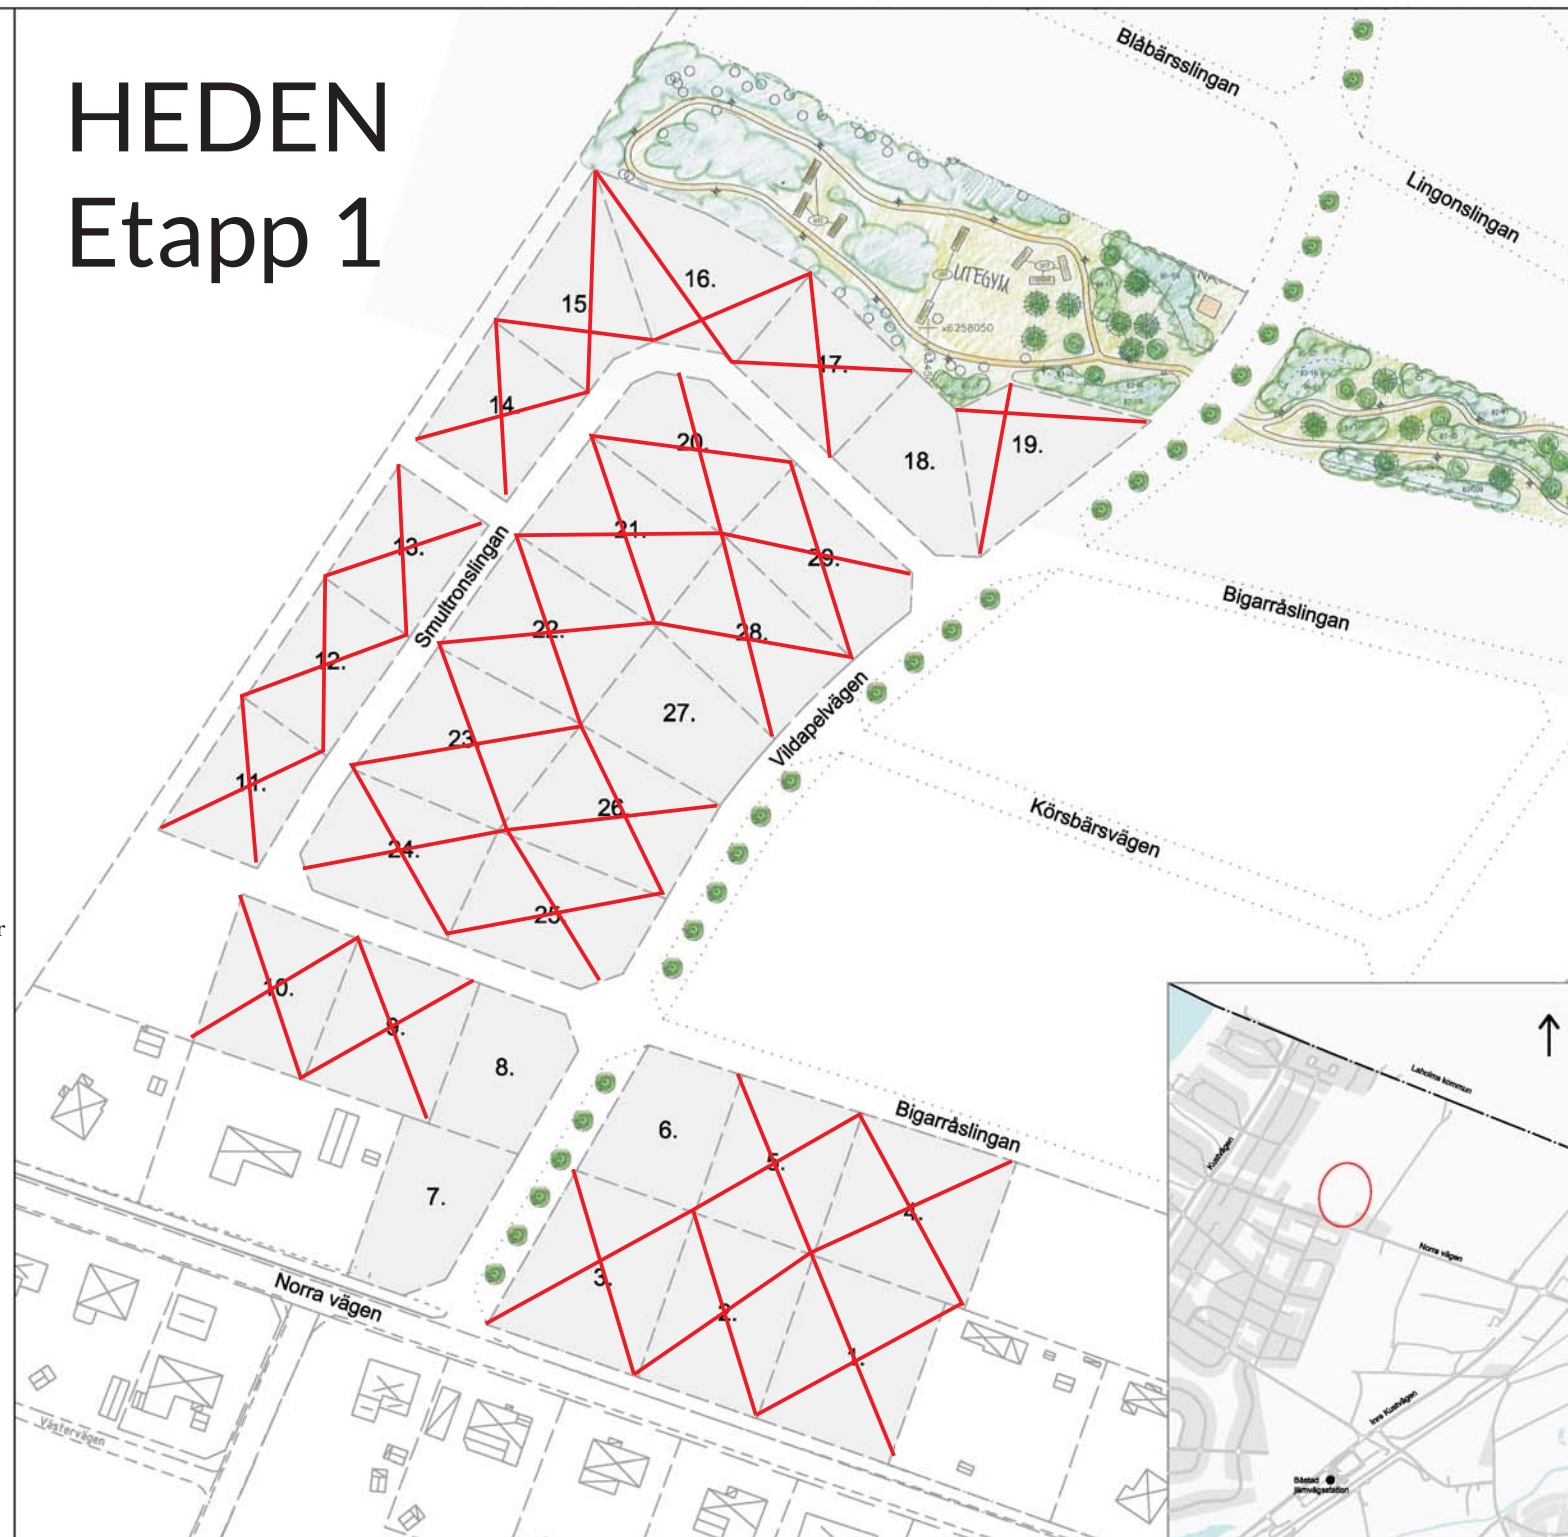 HEDEN
Etapp 1
Blåbärsslingan
Lingonslingan
UTEGYM
x6258050
16.
15.
17.
14.
18.
19.
20.
21.
29.
13.
Smultronslingan
22.
28.
12.
Bigarråslingan
27.
23.
Vildapelvägen
11.
26.
24.
Körsbärsvägen
25.
r
10.
9.
8.
6.
Bigarråslingan
5.
7.
4.
3.
2.
1.
Norra vägen
Västervägen
Laholms kommun
Kustvägen
Norra vägen
Inre Kustvägen
Båstad
järnvägsstation